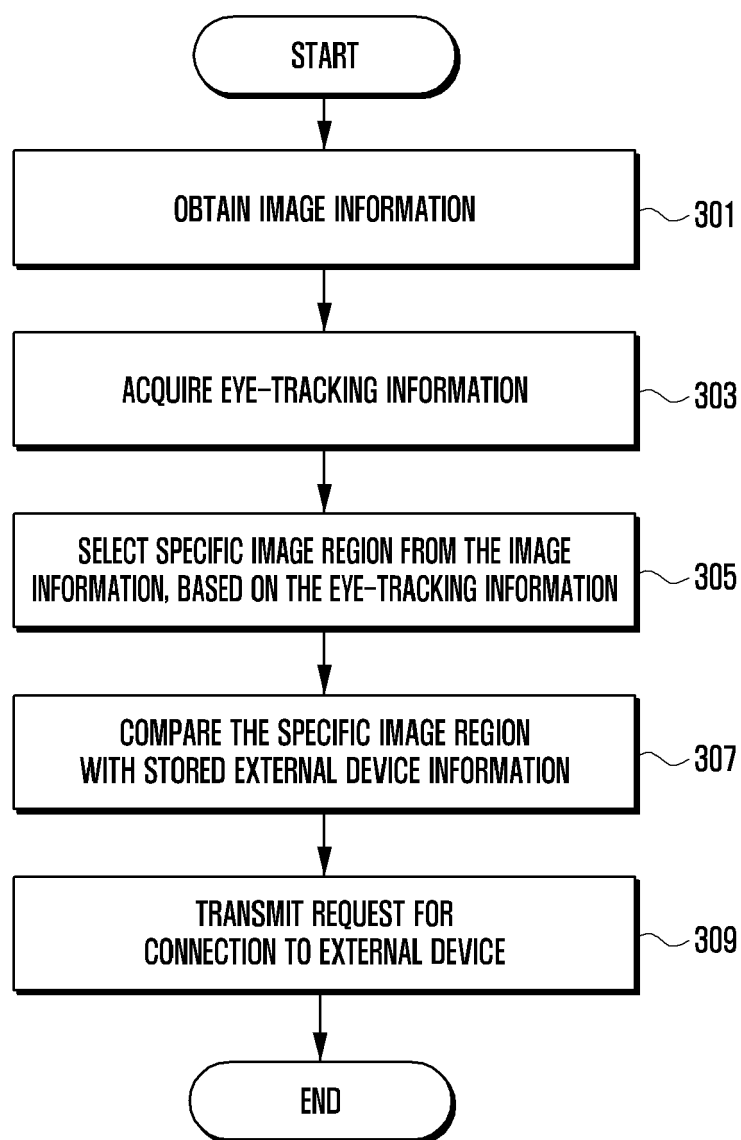 START
OBTAIN IMAGE INFORMATION
301
ACQUIRE EYE-TRACKING INFORMATION
303
SELECT SPECIFIC IMAGE REGION FROM THE IMAGE
INFORMATION, BASED ON THE EYE-TRACKING INFORMATION
305
COMPARE THE SPECIFIC IMAGE REGION
WITH STORED EXTERNAL DEVICE INFORMATION
307
TRANSMIT REQUEST FOR
CONNECTION TO EXTERNAL DEVICE
309
END